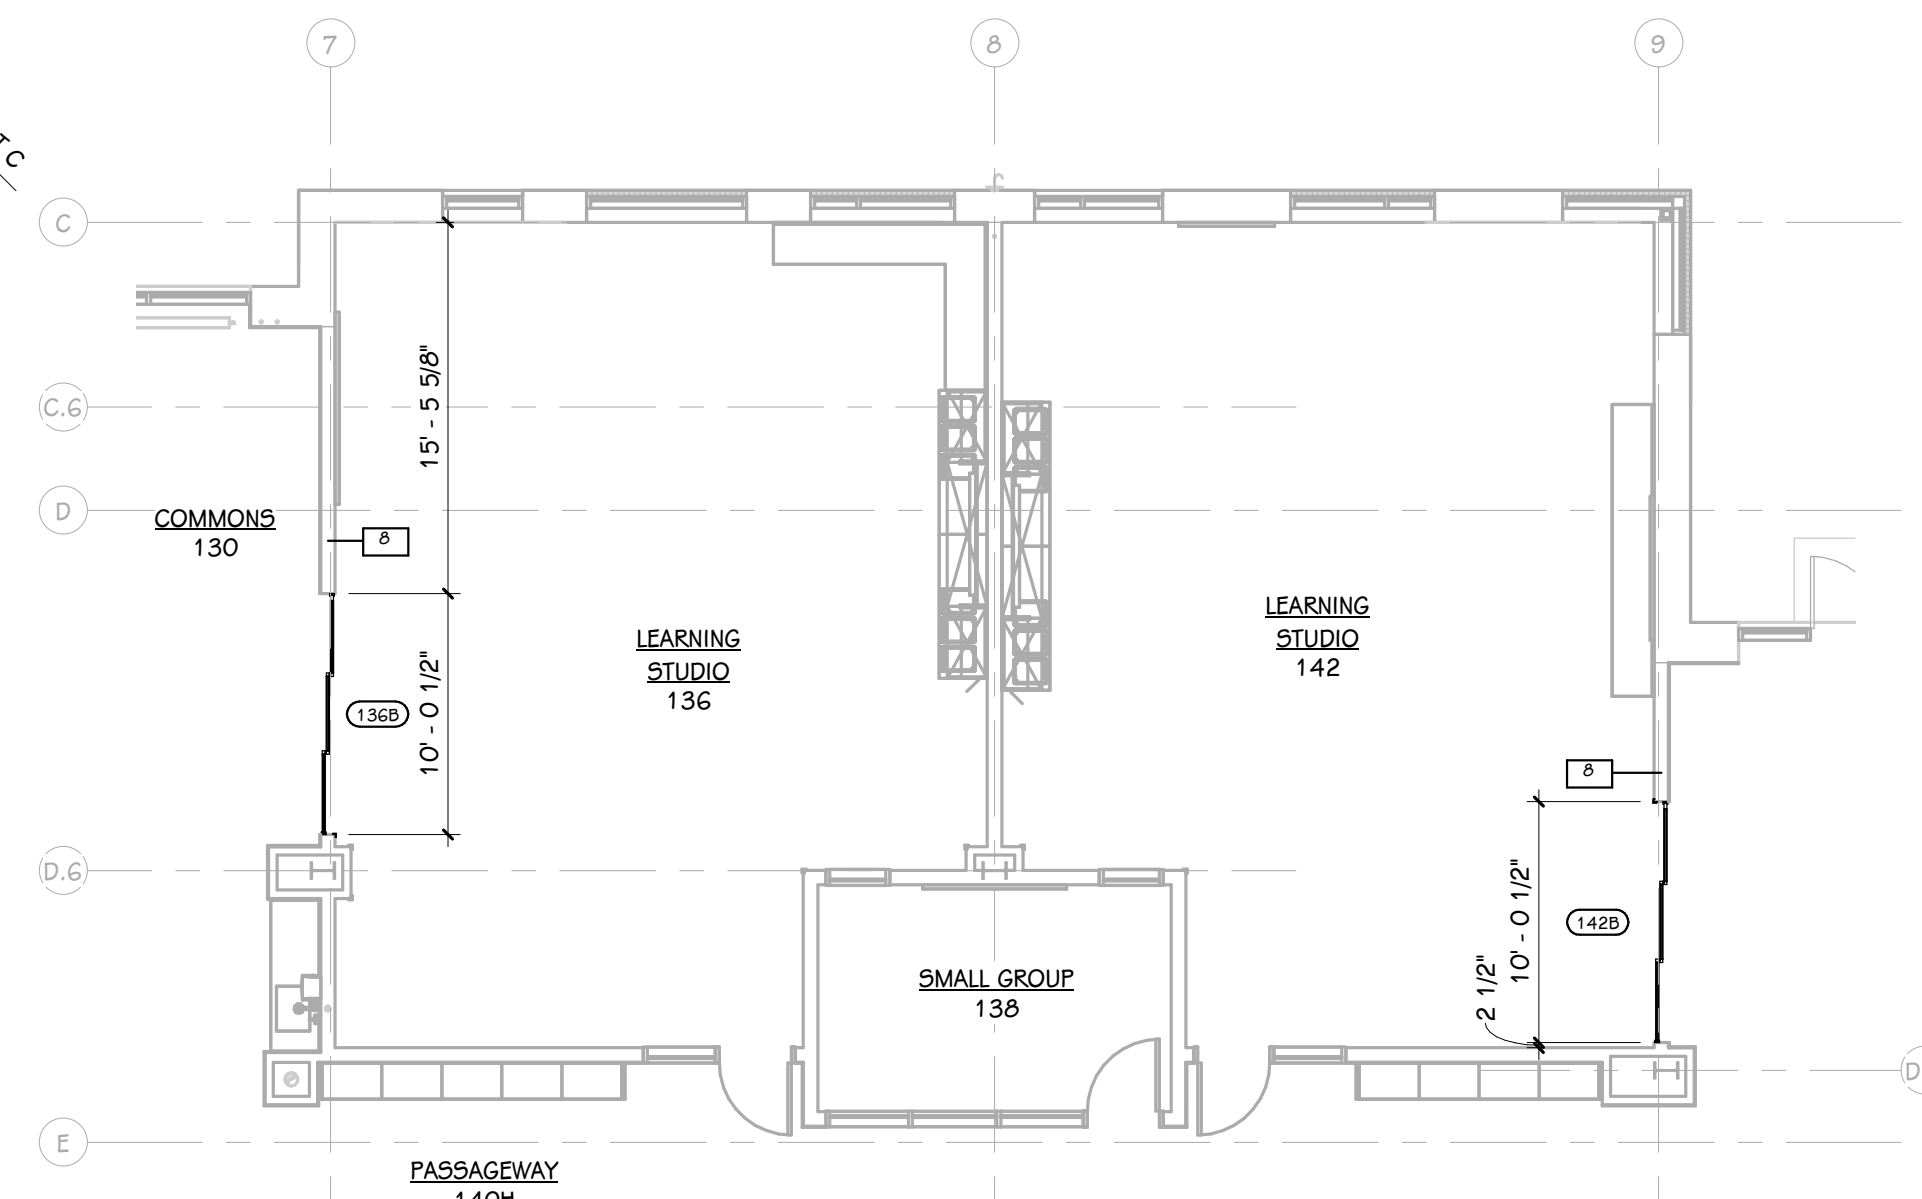 7
8
9
T C
C
C.6
15' - 5 5/8"
D
COMMONS
130
8
LEARNING
STUDIO
136
LEARNING
STUDIO
142
136B
10' - 0 1/2"
8
D.6
10' - 0 1/2"
142B
2 1/2"
SMALL GROUP
138
D
E
PASSAGEWAY
140H